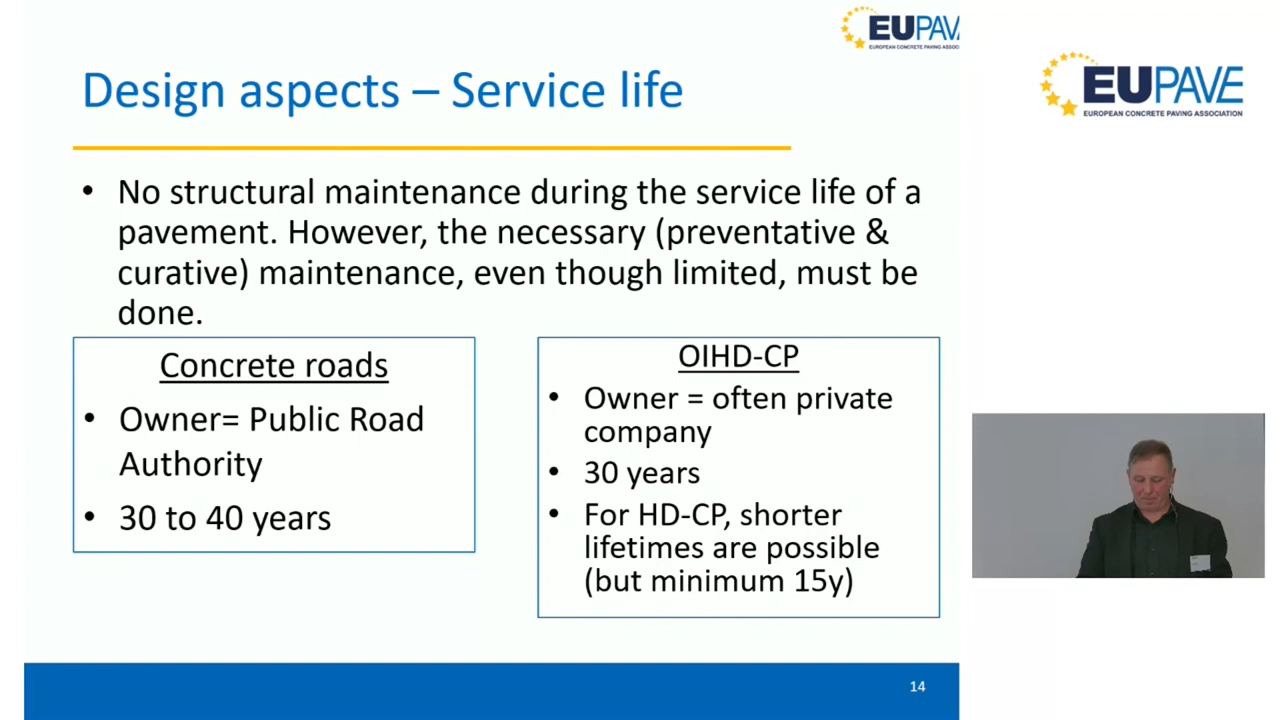 EUPAV
EUROPEAN CONCRETE PAVING ASSOC
EUPAVE
EUROPEAN CONCRETE PAVING ASSOCIATION
Design aspects – Service life
• No structural maintenance during the service life of a
pavement. However, the necessary (preventative &
curative) maintenance, even though limited, must be
done.
Concrete roads
• Owner= Public Road
Authority
• 30 to 40 years
OIHD-CP
• Owner = often private
company
• 30 years
• For HD-CP, shorter
lifetimes are possible
(but minimum 15y)
14